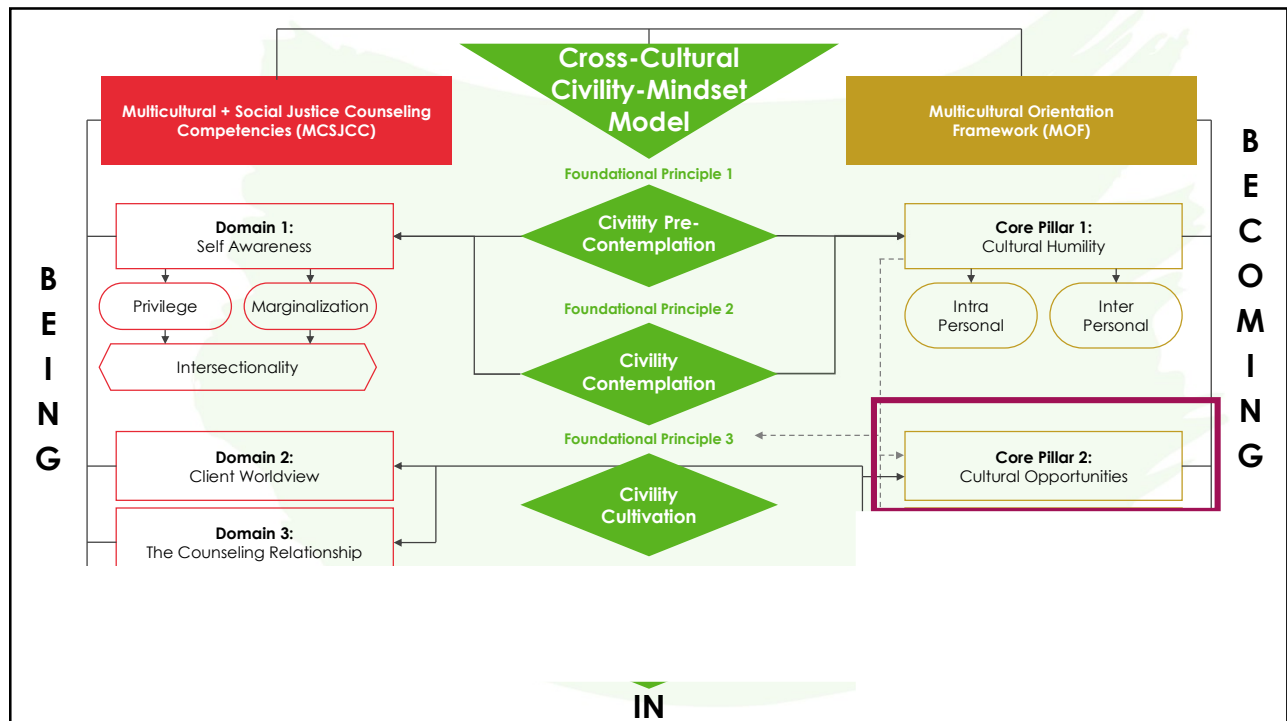 Cross-Cultural
Civility-Mindset
Model
Multicultural + Social Justice Counseling
Competencies (MCSJCC)
Multicultural Orientation
Framework (MOF)
Foundational Principle 1
Civitity Pre-
Contemplation
Domain 1:
Self Awareness
Core Pillar 1:
Cultural Humility
Privilege
Marginalization
Intra
Personal
Inter
Personal
Foundational Principle 2
Intersectionality
Civility
Contemplation
Foundational Principle 3
Domain 2:
Client Worldview
Core Pillar 2:
Cultural Opportunities
Civility
Cultivation
Domain 3:
The Counseling Relationship
B
E
I
N
G
B
E
C
O
M
I
N
G
IN